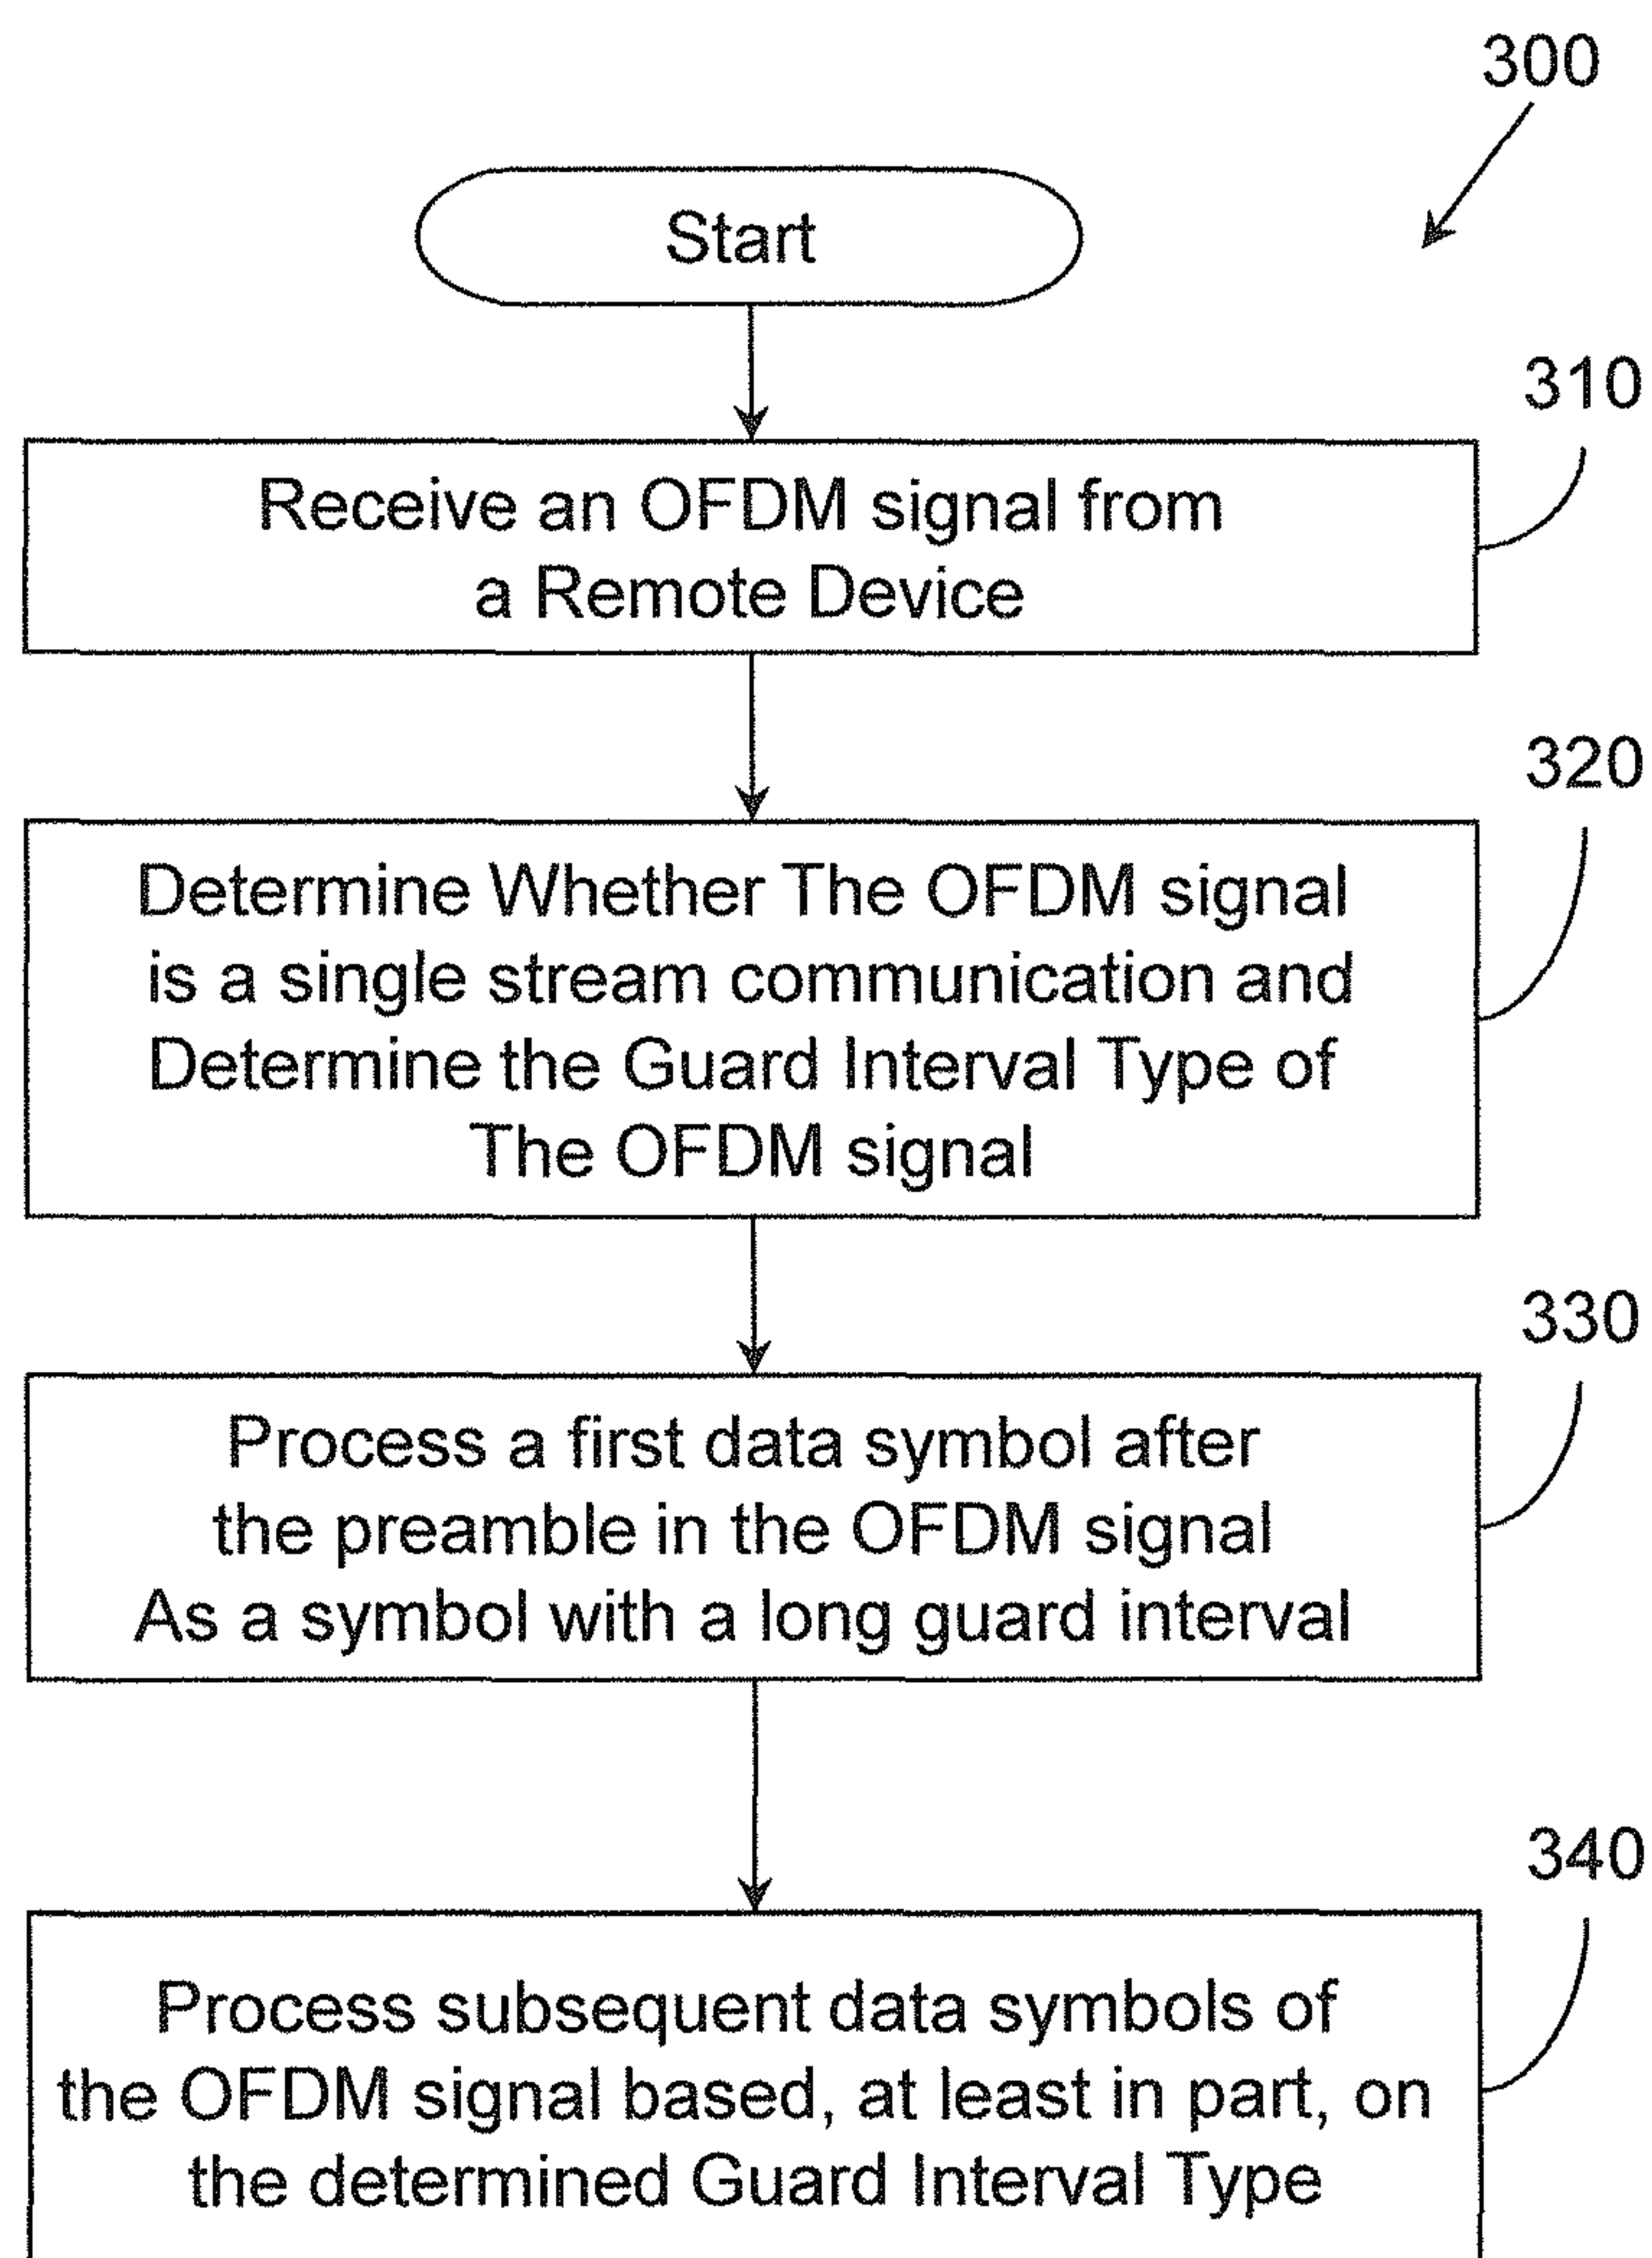 300
Start
310
Receive an OFDM signal from
a Remote Device
320
Determine Whether The OFDM signal
is a single stream communication and
Determine the Guard Interval Type of
The OFDM signal
330
Process a first data symbol after
the preamble in the OFDM signal
As a symbol with a long guard interval
340
Process subsequent data symbols of
the OFDM signal based, at least in part, on
the determined Guard Interval Type